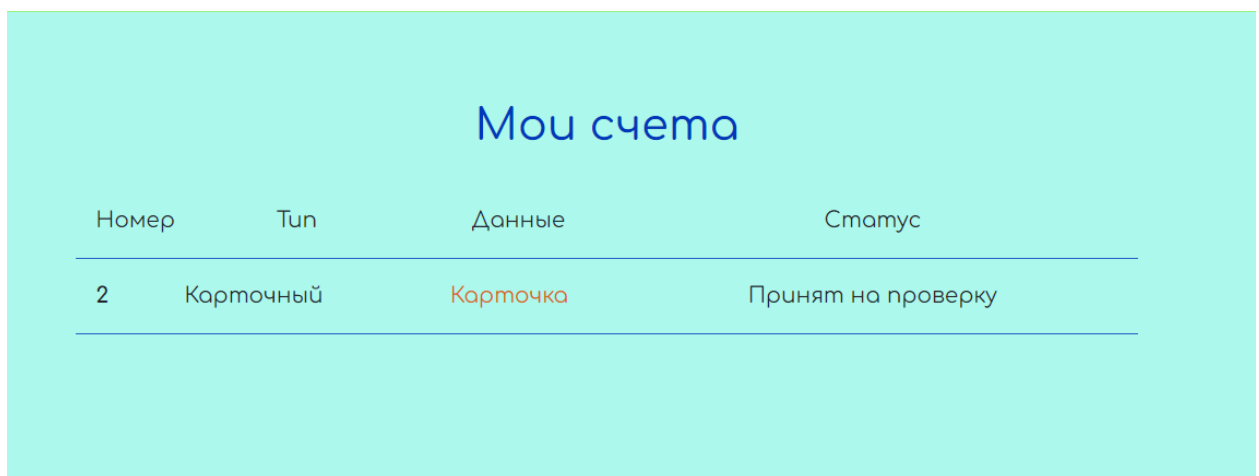 Мои счета
Номер Тип Данные Статус
2 Карточный Карточка Принят на проверку